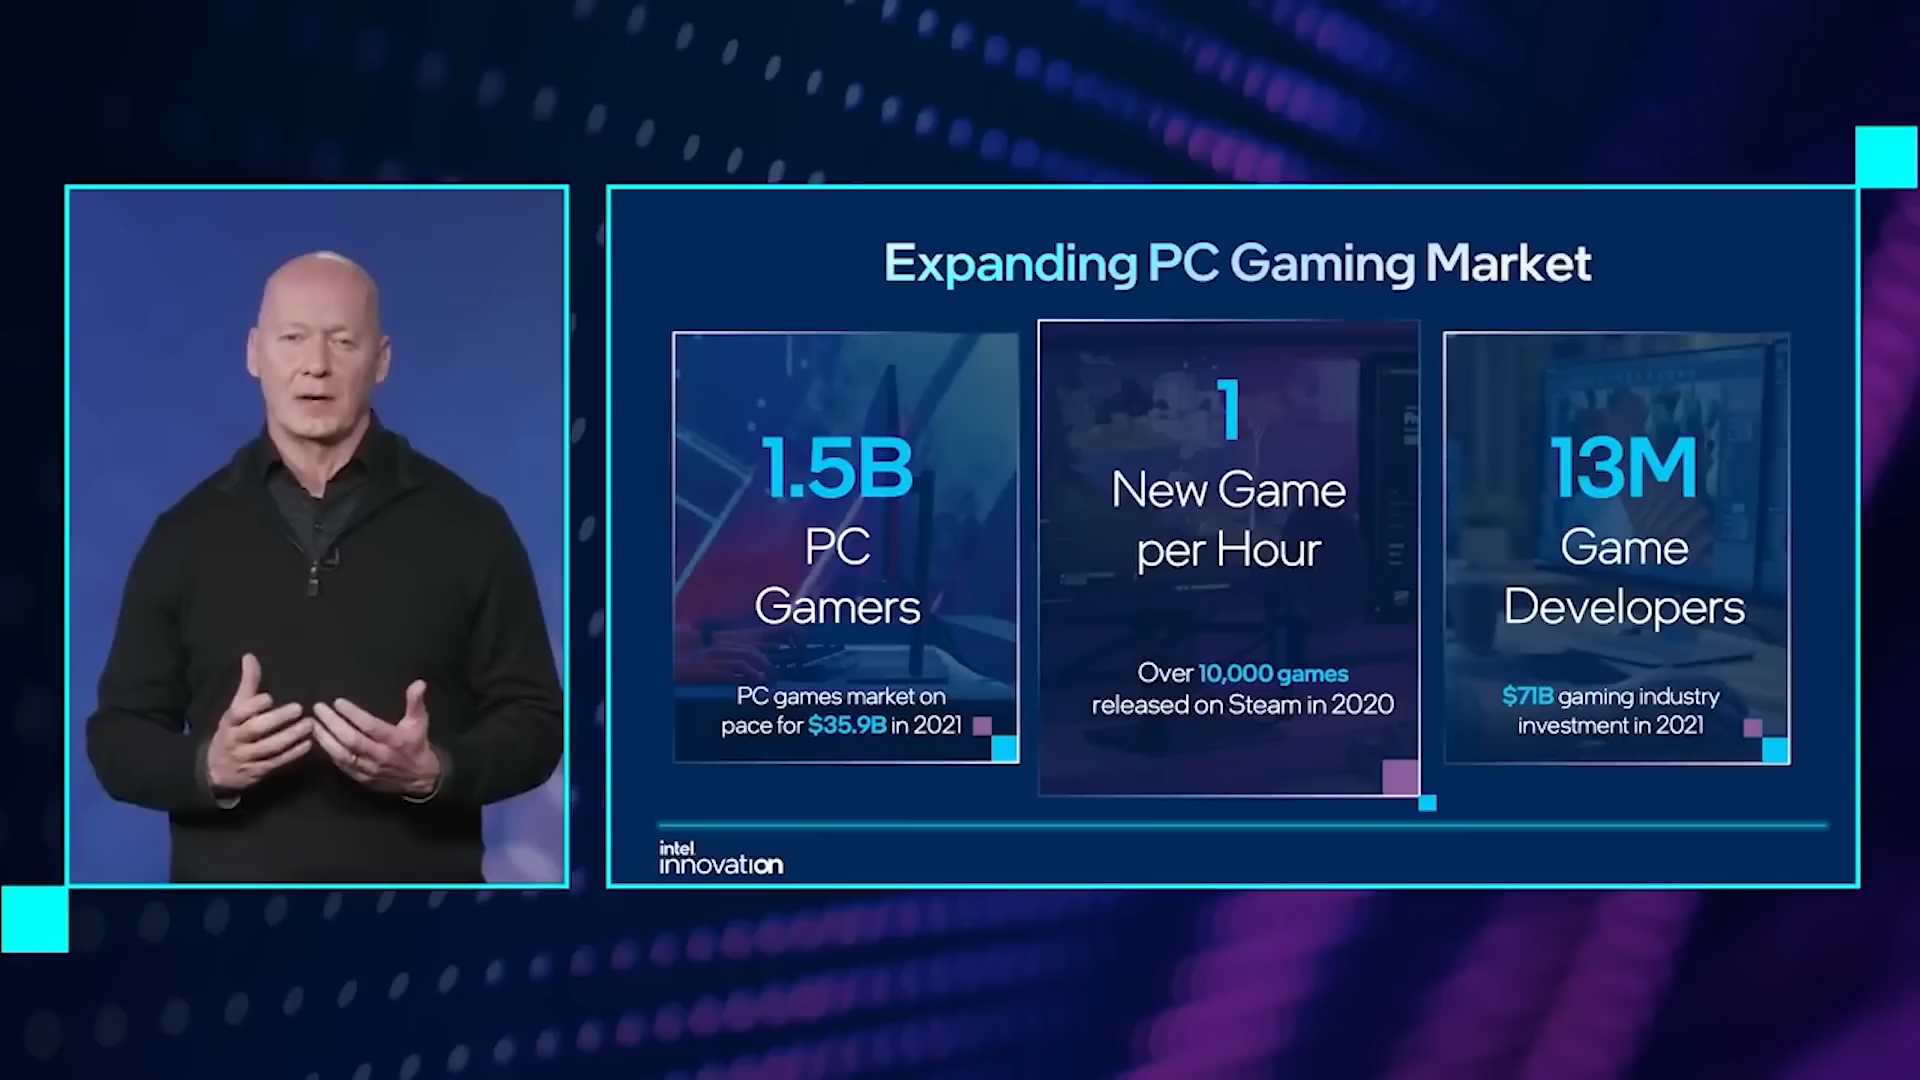 Expanding PC Gaming Market
1.5B
PC
Gamers
PC games market on
pace for $35.9B in 2021
1
New Game
per Hour
Over 10,000 games
released on Steam in 2020
13M
Game
Developers
$71B gaming industry
investment in 2021
intel
innovation